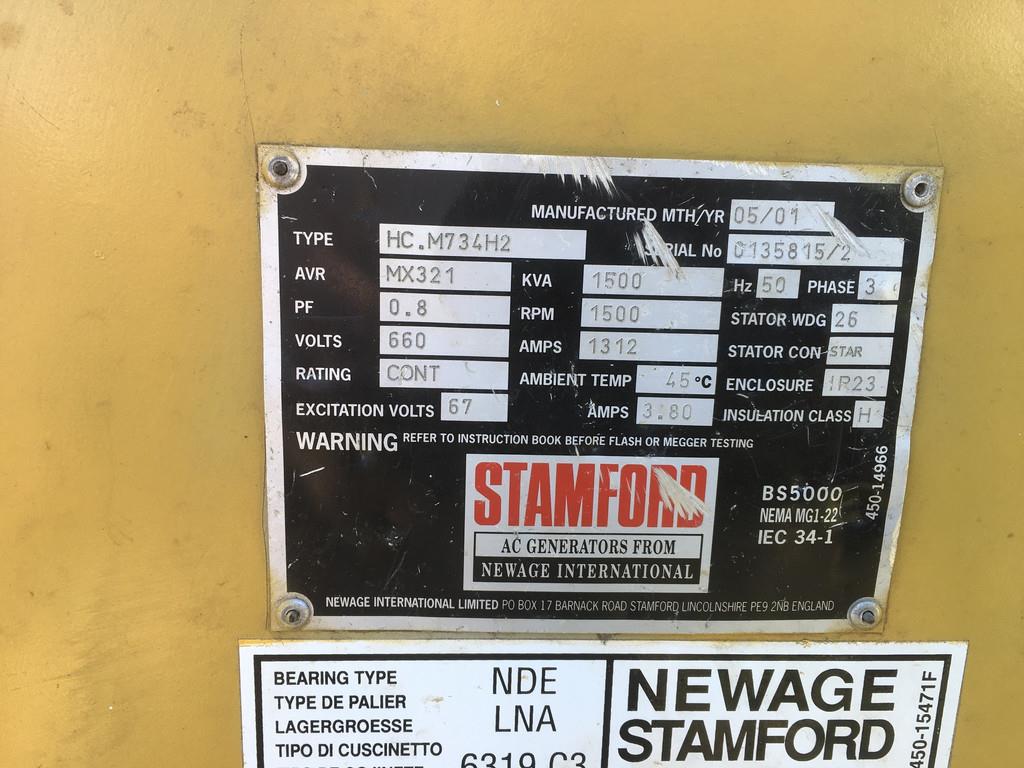 MANUFACTURED MTH/YR 05/01
TYPE HC.M734H2 SERIAL No 0135815/2
AVR MX321 KVA 1500 Hz 50 PHASE 3
PF 0.8 RPM 1500 STATOR WDG 26
VOLTS 660 AMPS 1312 STATOR CON STAR
RATING CONT AMBIENT TEMP 45 °C ENCLOSURE IR23
EXCITATION VOLTS 67 AMPS 3.80 INSULATION CLASS H
WARNING REFER TO INSTRUCTION BOOK BEFORE FLASH OR MEGGER TESTING
STAMFORD
AC GENERATORS FROM
NEWAGE INTERNATIONAL
BS5000
NEMA MG1-22
IEC 34-1
450-14966
NEWAGE INTERNATIONAL LIMITED PO BOX 17 BARNACK ROAD STAMFORD LINCOLNSHIRE PE9 2NB ENGLAND
BEARING TYPE NDE
TYPE DE PALIER
LAGERGROESSE LNA
TIPO DI CUSCINETTO 6319 C3
NEWAGE
STAMFORD
450-15471F